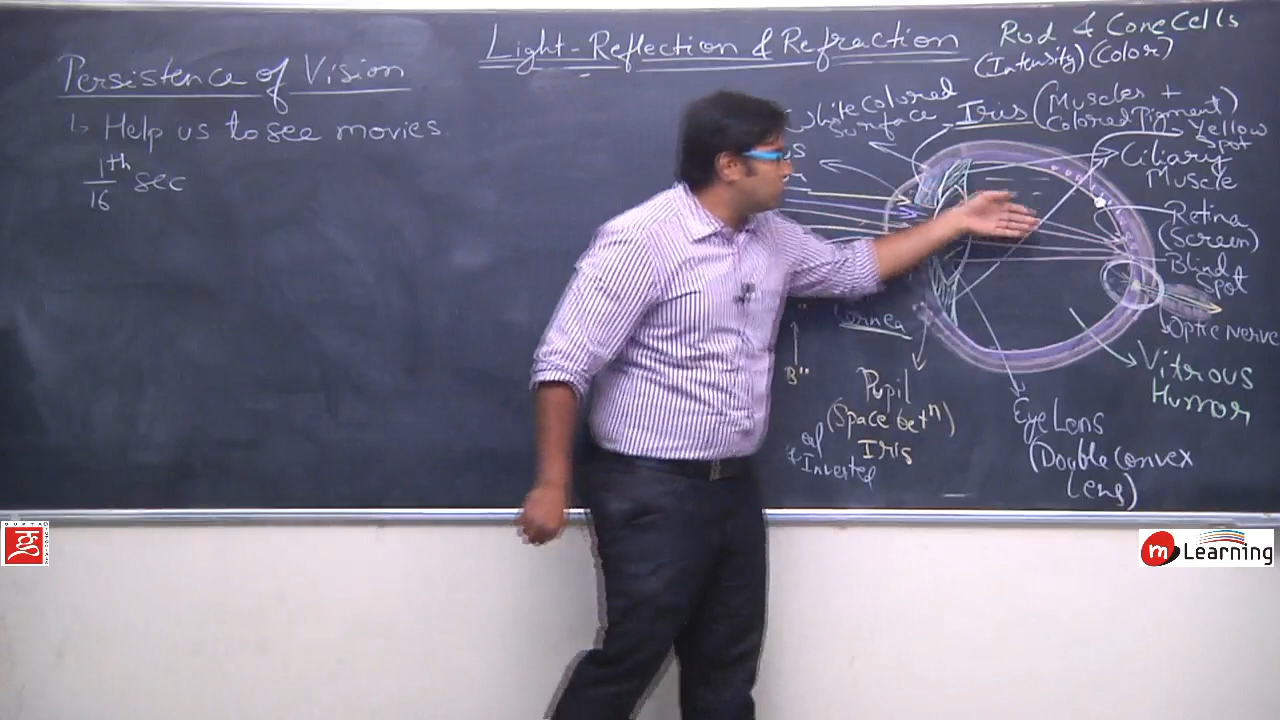 Light-Reflection & Refraction
Rod & Cone Cells
(Intensity) (Color)
Persistence of Vision
↳ Help us to see movies.
1th
16 sec
White Colored
Surface
Iris (Muscles +
Colored Pigment)
Yellow
Spot
Ciliary
Muscle
Retina
(Screen)
Blind
Spot
Optic Nerve
Vitrous
Humor
Cornea
B"
Pupil
(Space betn
Iris
Eye Lens
(Double Convex
Lens)
& Inverted
GUPTA
mLearning